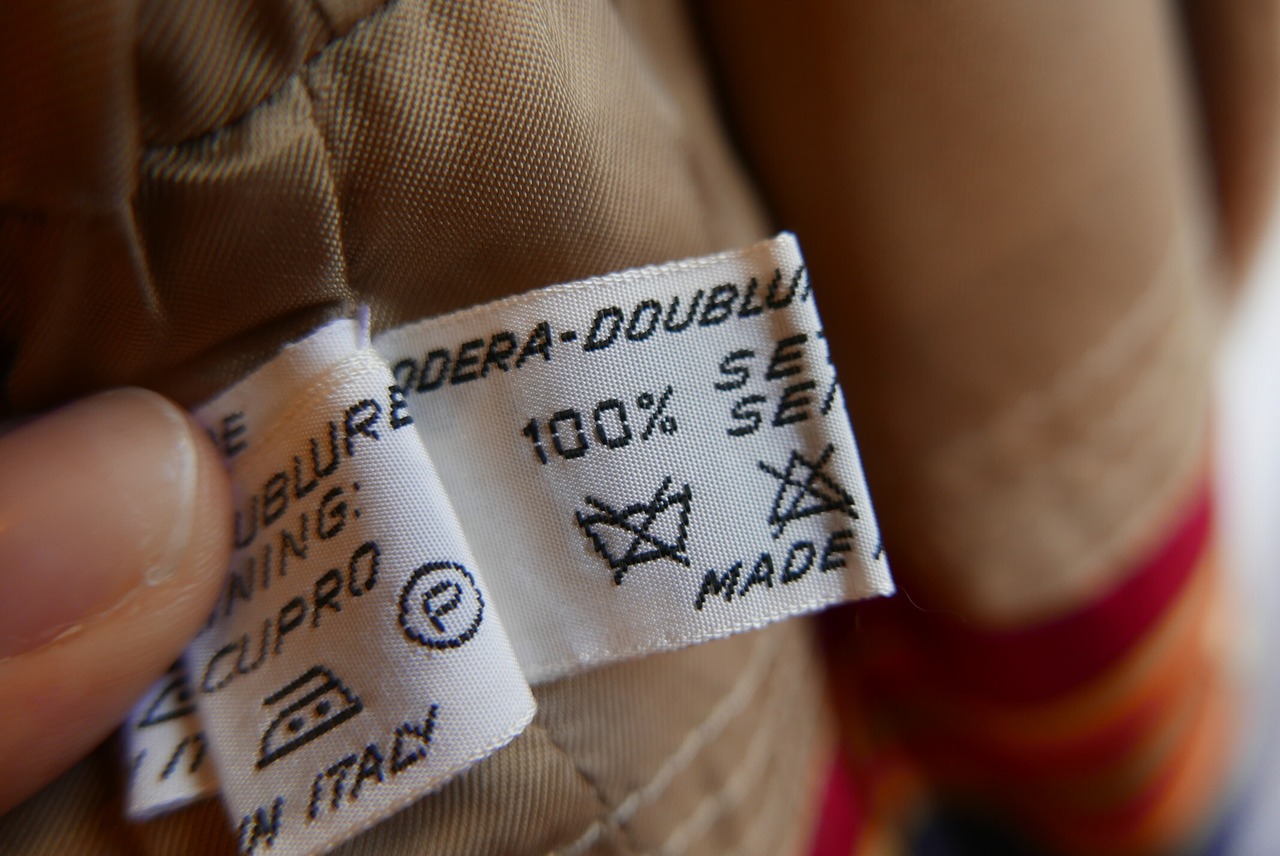 ODERA-DOUBLU
100% SE
SE
MADE
E
UBLURE
NING:
CUPRO
P
IN ITALY